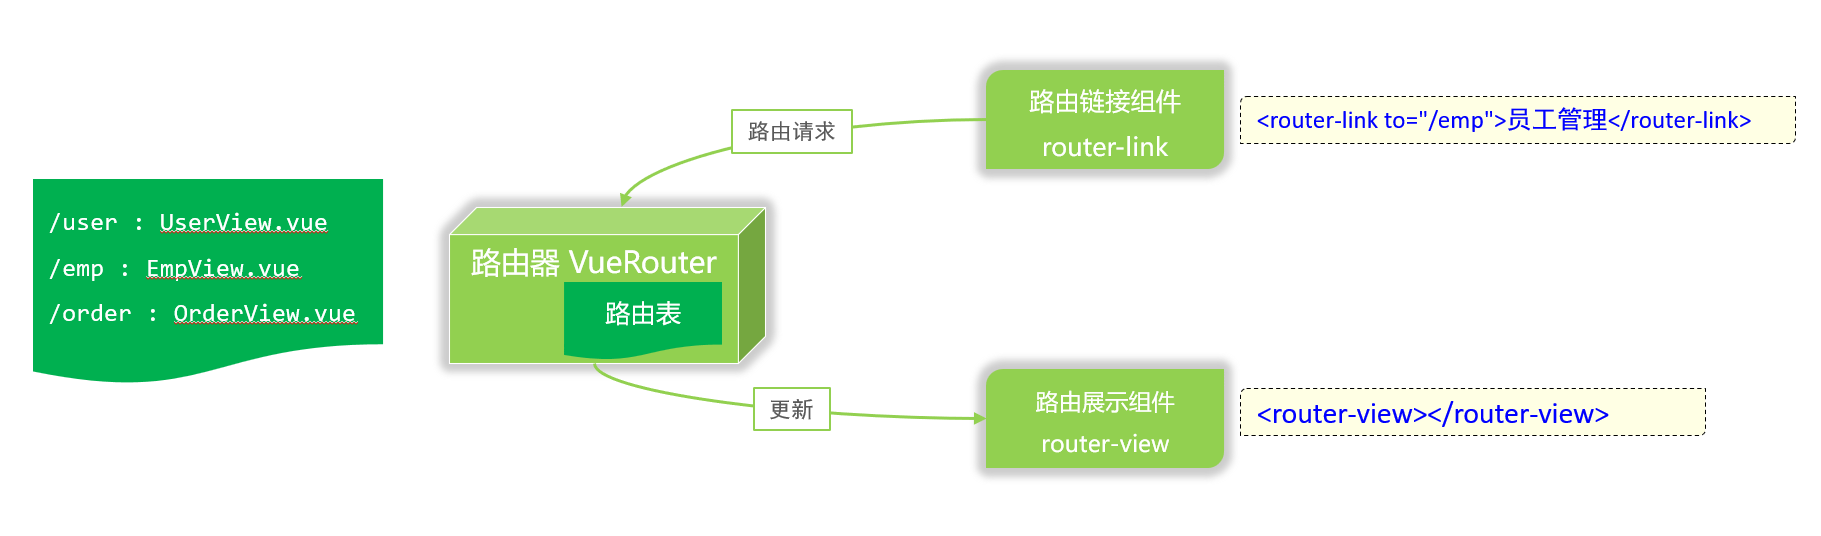 /user : UserView.vue
/emp : EmpView.vue
/order : OrderView.vue
路由器 VueRouter
路由表
路由请求
更新
路由链接组件
router-link
<router-link to="/emp">员工管理</router-link>
路由展示组件
router-view
<router-view></router-view>